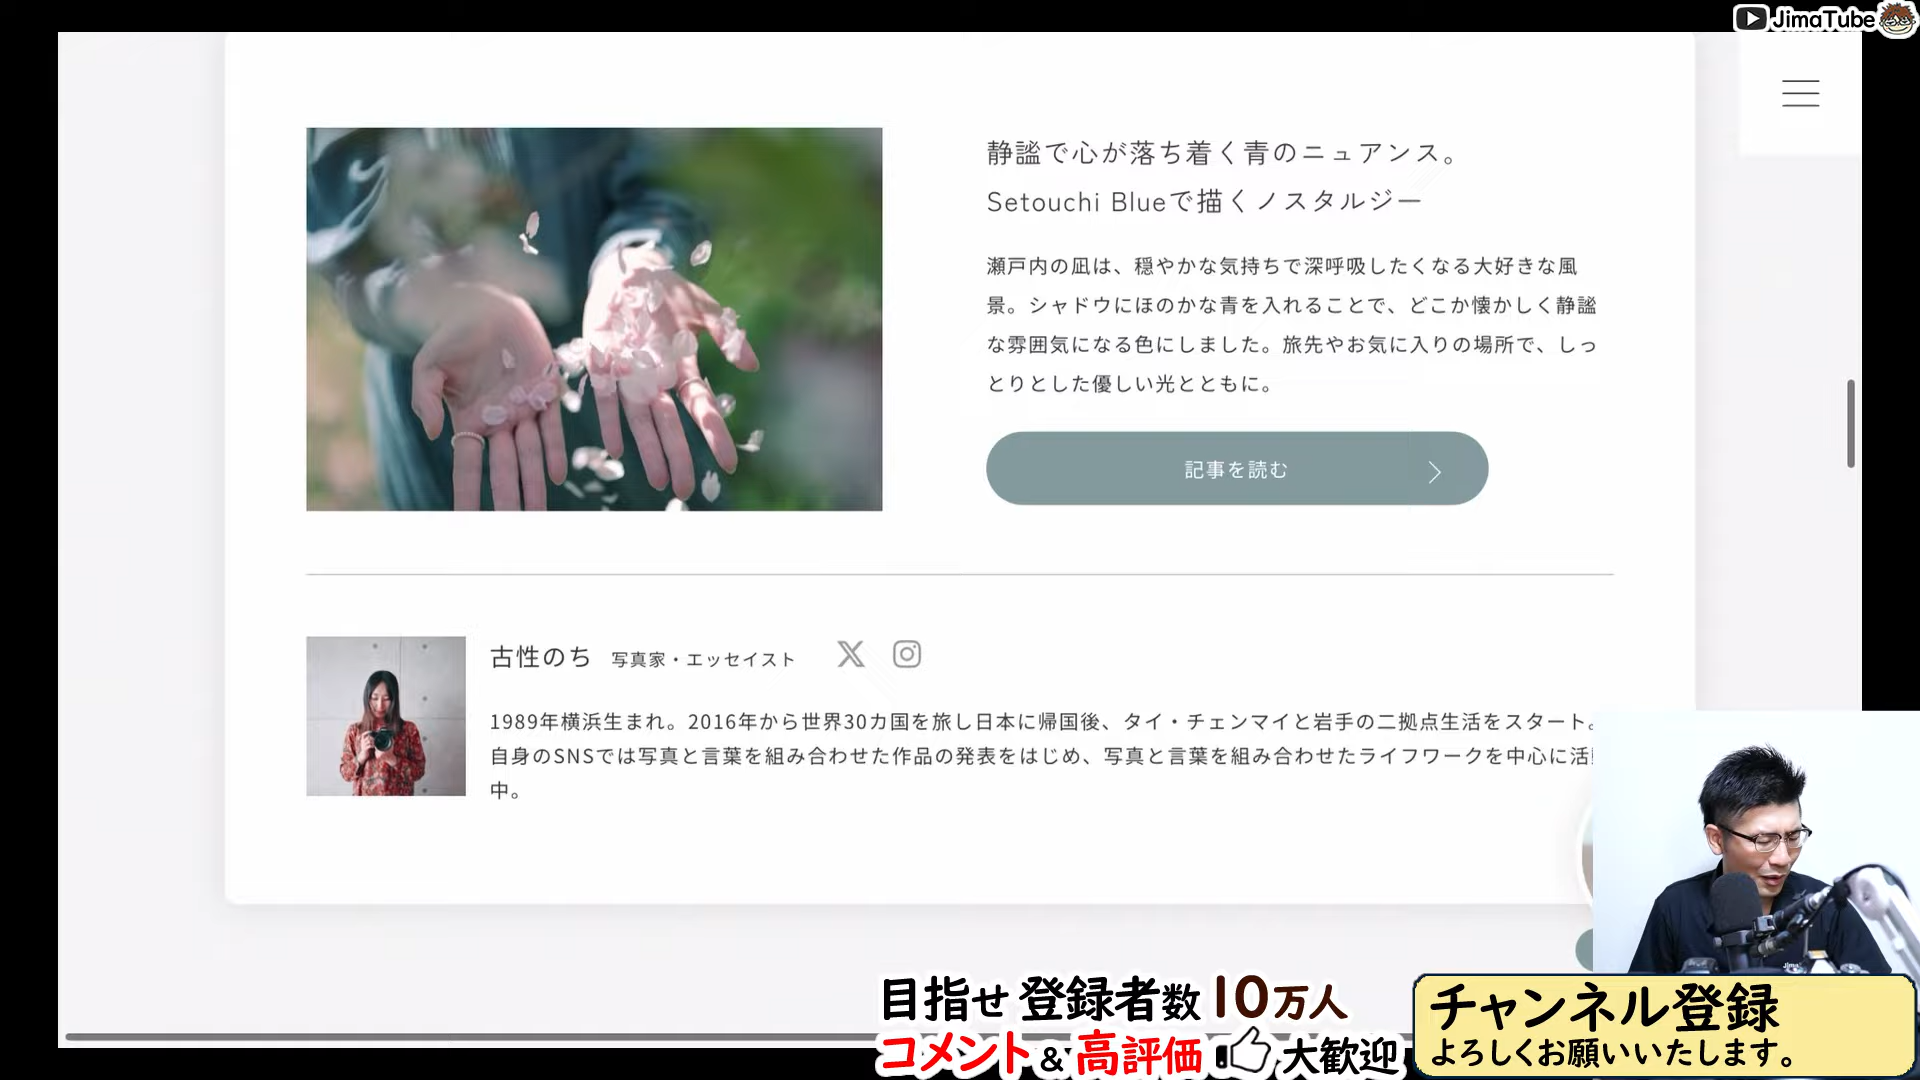 JimaTube
静謐で心が落ち着く青のニュアンス。
Setouchi Blueで描くノスタルジー
瀬戸内の凪は、穏やかな気持ちで深呼吸したくなる大好きな風
景。シャドウにほのかな青を入れることで、どこか懐かしく静謐
な雰囲気になる色にしました。旅先やお気に入りの場所で、しっ
とりとした優しい光とともに。
記事を読む
古性のち 写真家・エッセイスト
1989年横浜生まれ。2016年から世界30カ国を旅し日本に帰国後、タイ・チェンマイと岩手の二拠点生活をスタート。
自身のSNSでは写真と言葉を組み合わせた作品の発表をはじめ、写真と言葉を組み合わせたライフワークを中心に活
中。
目指せ 登録者数 10万人
コメント & 高評価 大歓迎
チャンネル登録
よろしくお願いいたします。